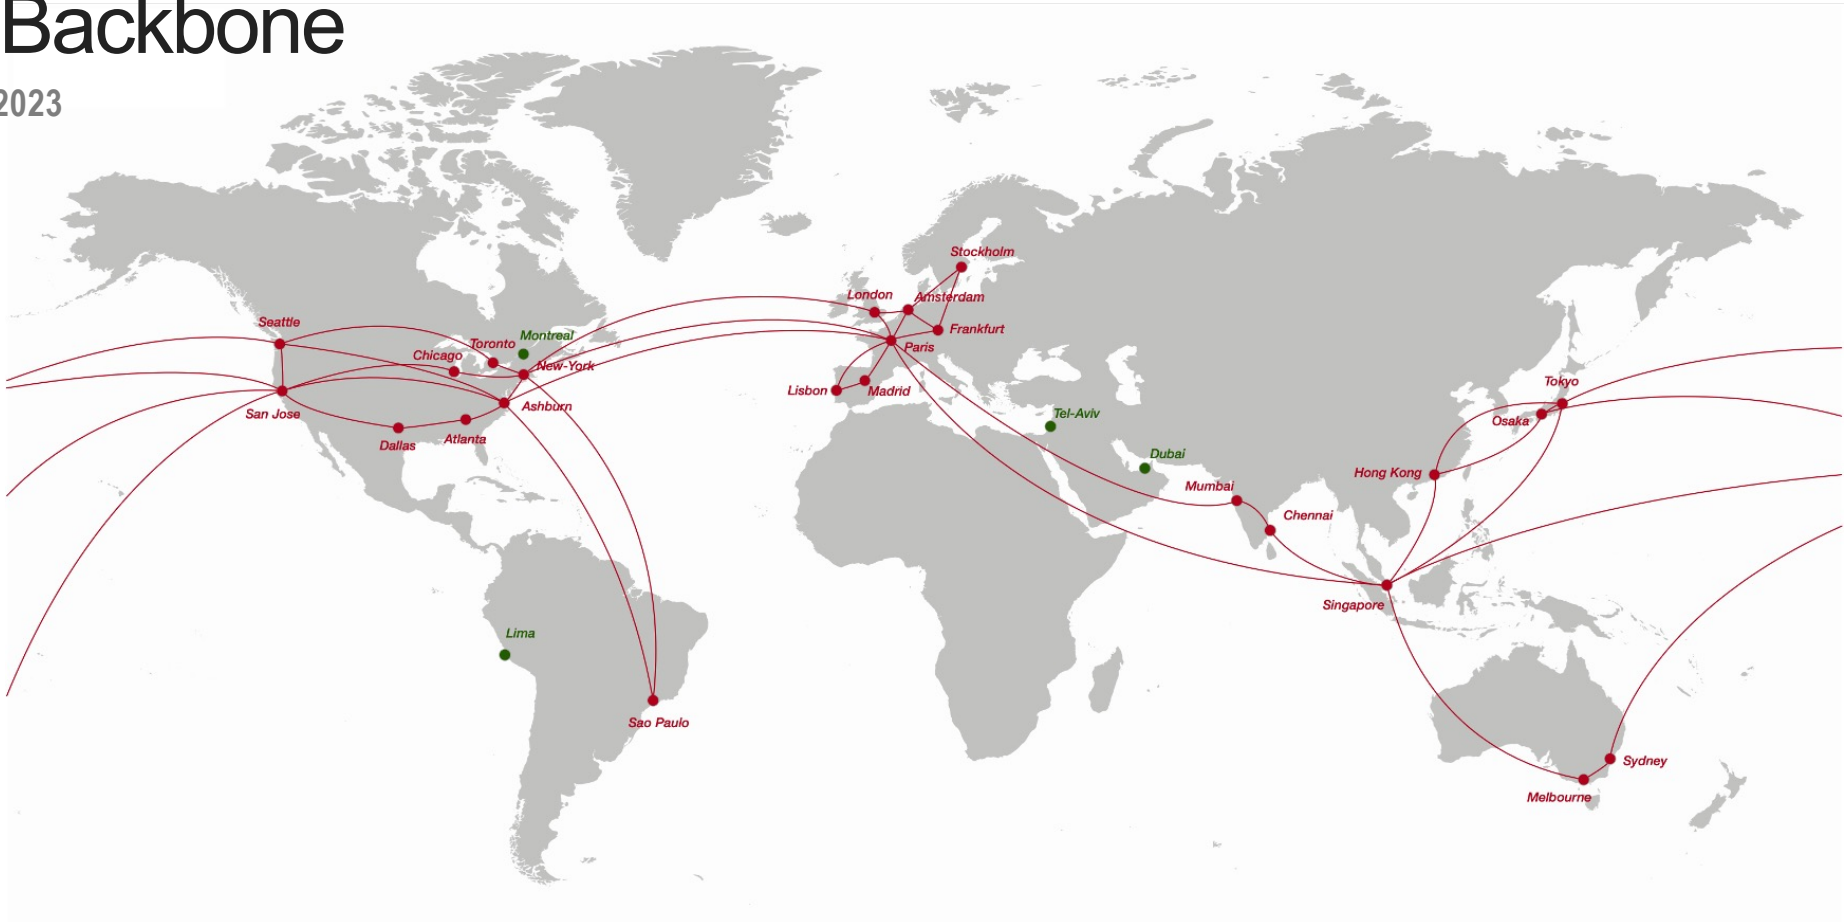 Backbone
2023
Stockholm
London
Amsterdam
Seattle
Frankfurt
Montreal
Toronto
Paris
Chicago
New-York
Tokyo
Lisbon
Madrid
Ashburn
San Jose
Tel-Aviv
Osaka
Atlanta
Dallas
Dubai
Hong Kong
Mumbai
Chennai
Singapore
Lima
Sao Paulo
Sydney
Melbourne